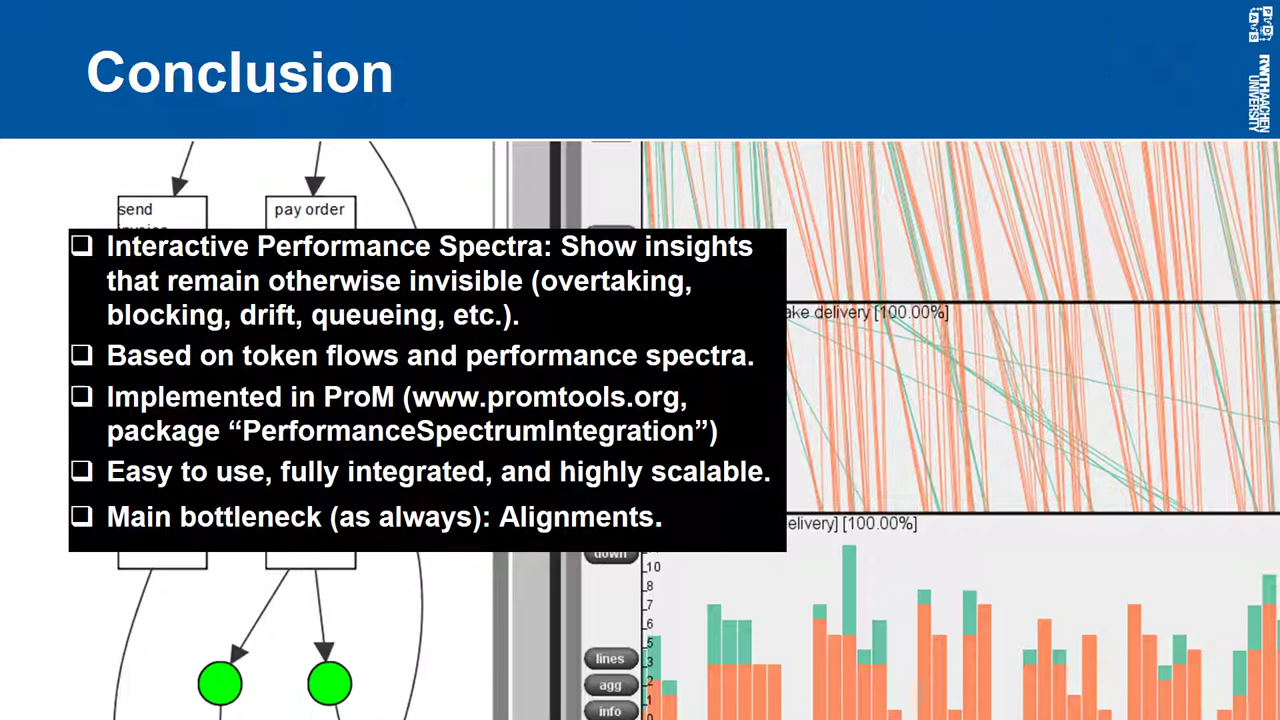 Conclusion
P D
A S
RWTHAACHEN
UNIVERSITY
send
pay order
❑ Interactive Performance Spectra: Show insights
that remain otherwise invisible (overtaking,
blocking, drift, queueing, etc.).
❑ Based on token flows and performance spectra.
❑ Implemented in ProM (www.promtools.org,
package “PerformanceSpectrumIntegration”)
❑ Easy to use, fully integrated, and highly scalable.
❑ Main bottleneck (as always): Alignments.
ake delivery [100.00%]
elivery] [100.00%]
down
10
8
7
6
5
3
2
1
0
lines
agg
info